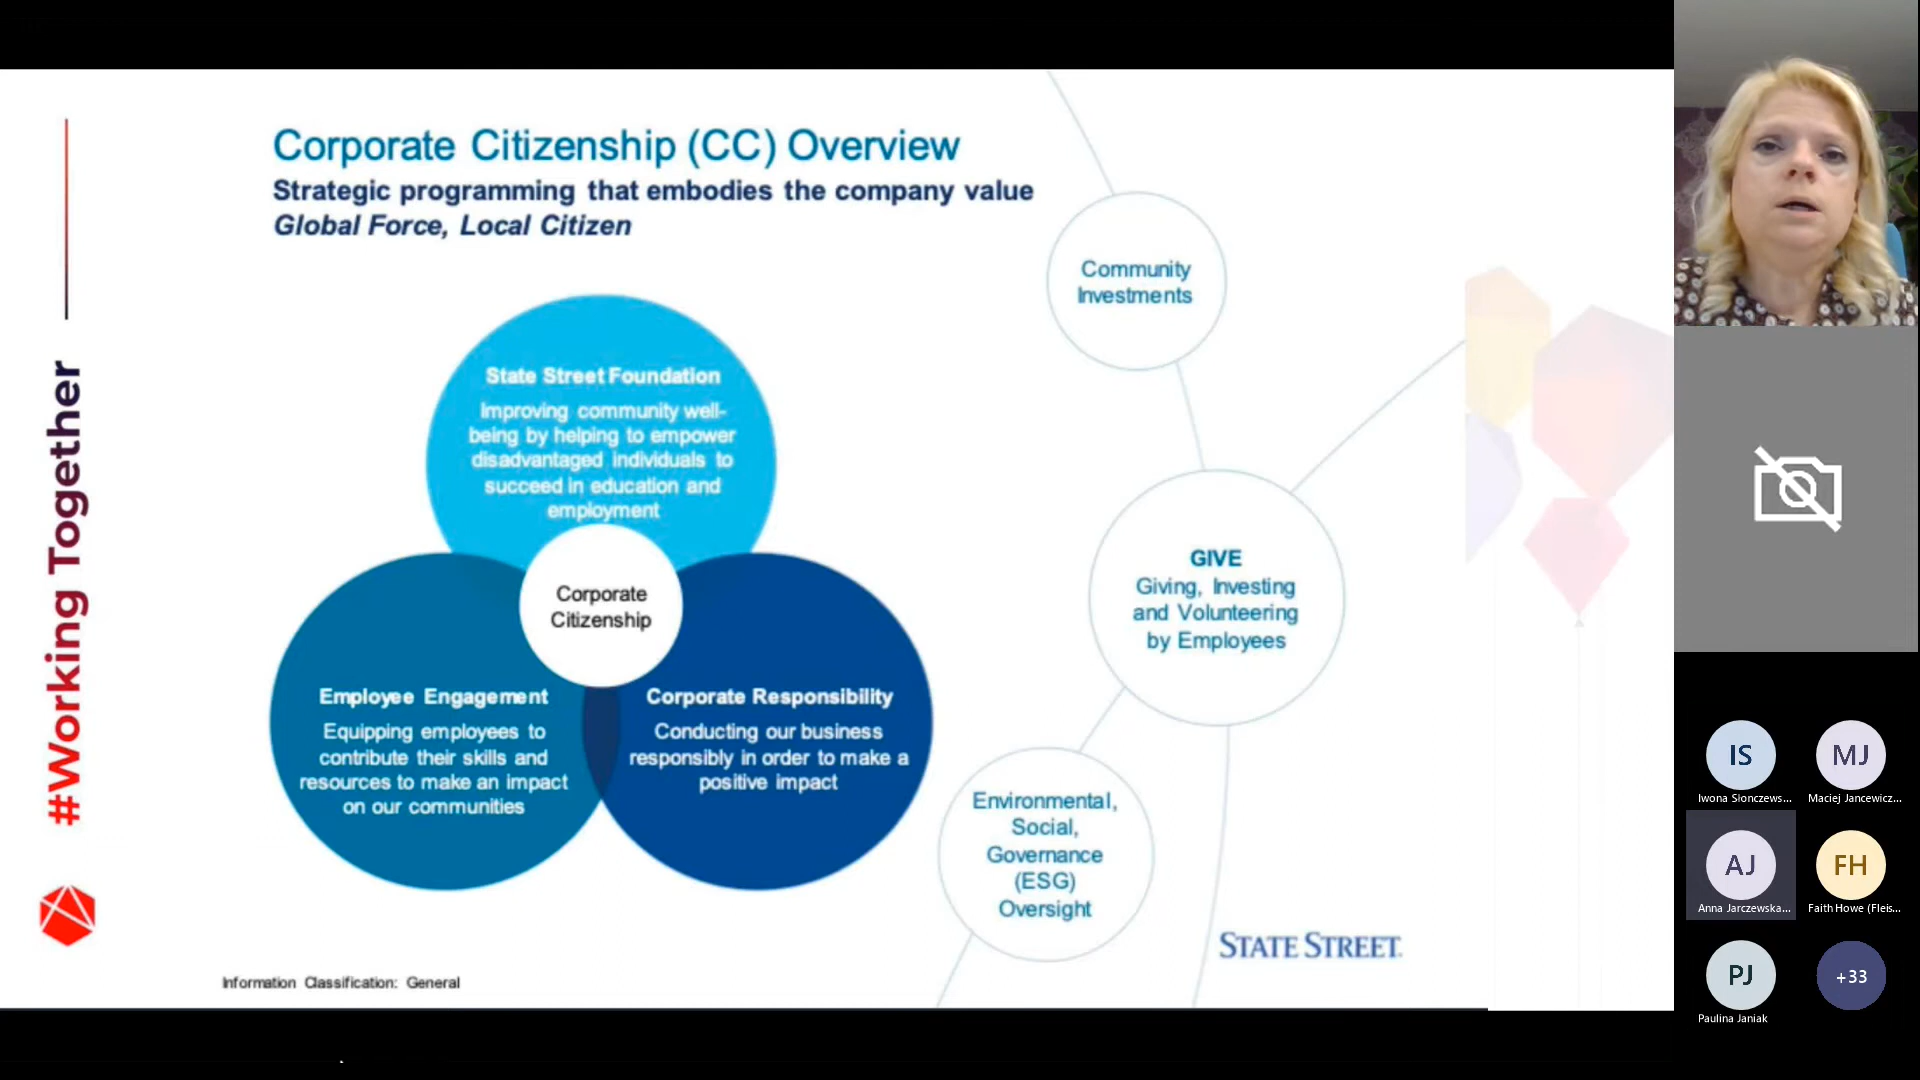 Corporate Citizenship (CC) Overview
Strategic programming that embodies the company value
Global Force, Local Citizen
#Working Together
State Street Foundation
Improving community well-
being by helping to empower
disadvantaged individuals to
succeed in education and
employment
Corporate
Citizenship
Employee Engagement
Equipping employees to
contribute their skills and
resources to make an impact
on our communities
Corporate Responsibility
Conducting our business
responsibly in order to make a
positive impact
Community
Investments
GIVE
Giving, Investing
and Volunteering
by Employees
Environmental,
Social,
Governance
(ESG)
Oversight
STATE STREET.
Information Classification: General
IS
Iwona Slonczews...
MJ
Maciej Jancewicz...
AJ
Anna Jarczewska...
FH
Faith Howe (Fleis...
PJ
Paulina Janiak
+33